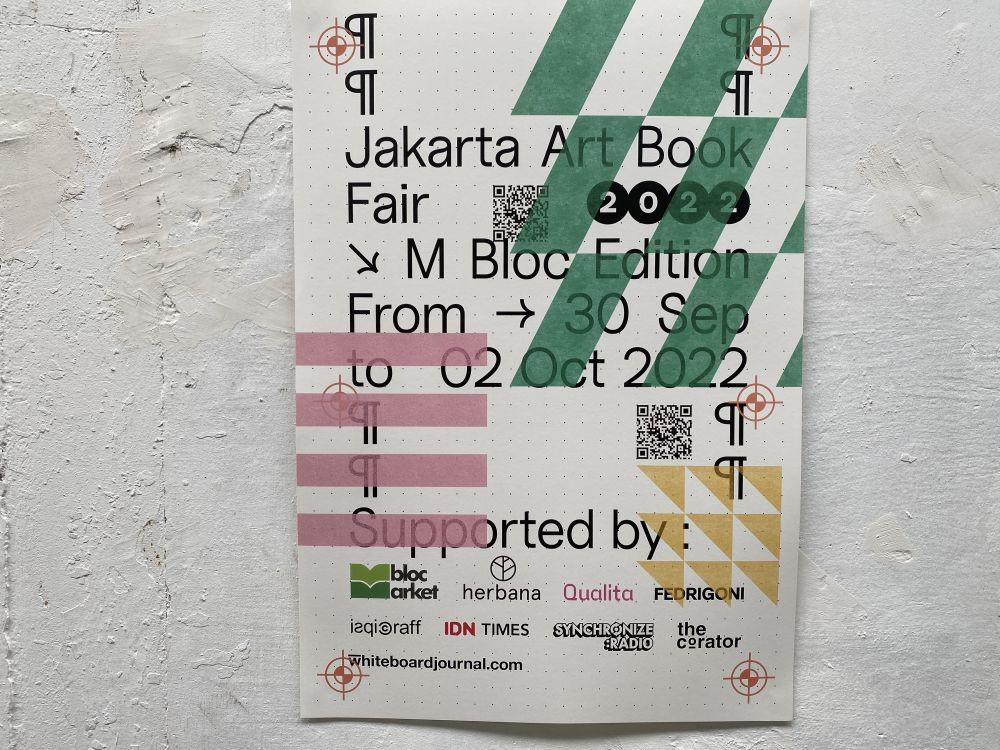 ¶ ¶
¶ ¶
Jakarta Art Book
Fair 2022
↘ M Bloc Edition
From → 30 Sep
to 02 Oct 2022
¶ ¶
¶ ¶
Supported by :
bloc
arket
herbana
Qualita
FEDRIGONI
IDN TIMES
SYNCHRONIZE
:RADIO
the
curator
whiteboardjournal.com